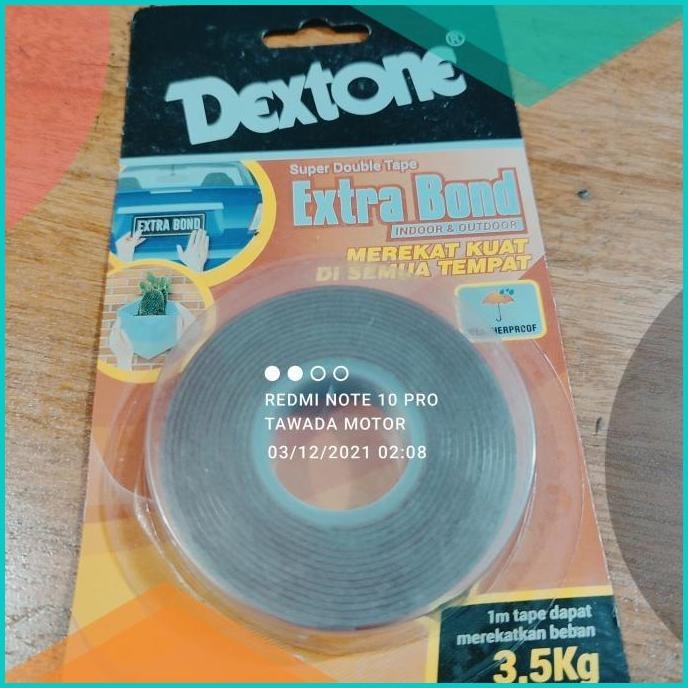 Dextone®
Super Double Tape
Extra Bond
INDOOR & OUTDOOR
EXTRA BOND
MEREKAT KUAT
DI SEMUA TEMPAT
WEATHERPROOF
REDMI NOTE 10 PRO
TAWADA MOTOR
03/12/2021 02:08
1m tape dapat
merekatkan beban
3,5Kg